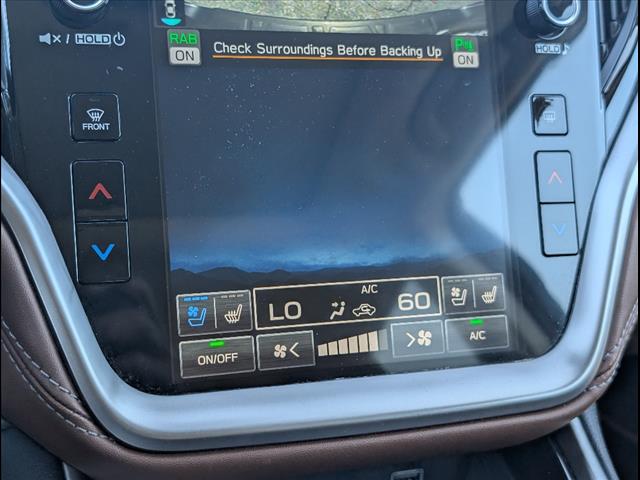 / HOLD
HOLD
RAB
ON
Check Surroundings Before Backing Up
ON
FRONT
A/C
LO
60
ON/OFF
A/C